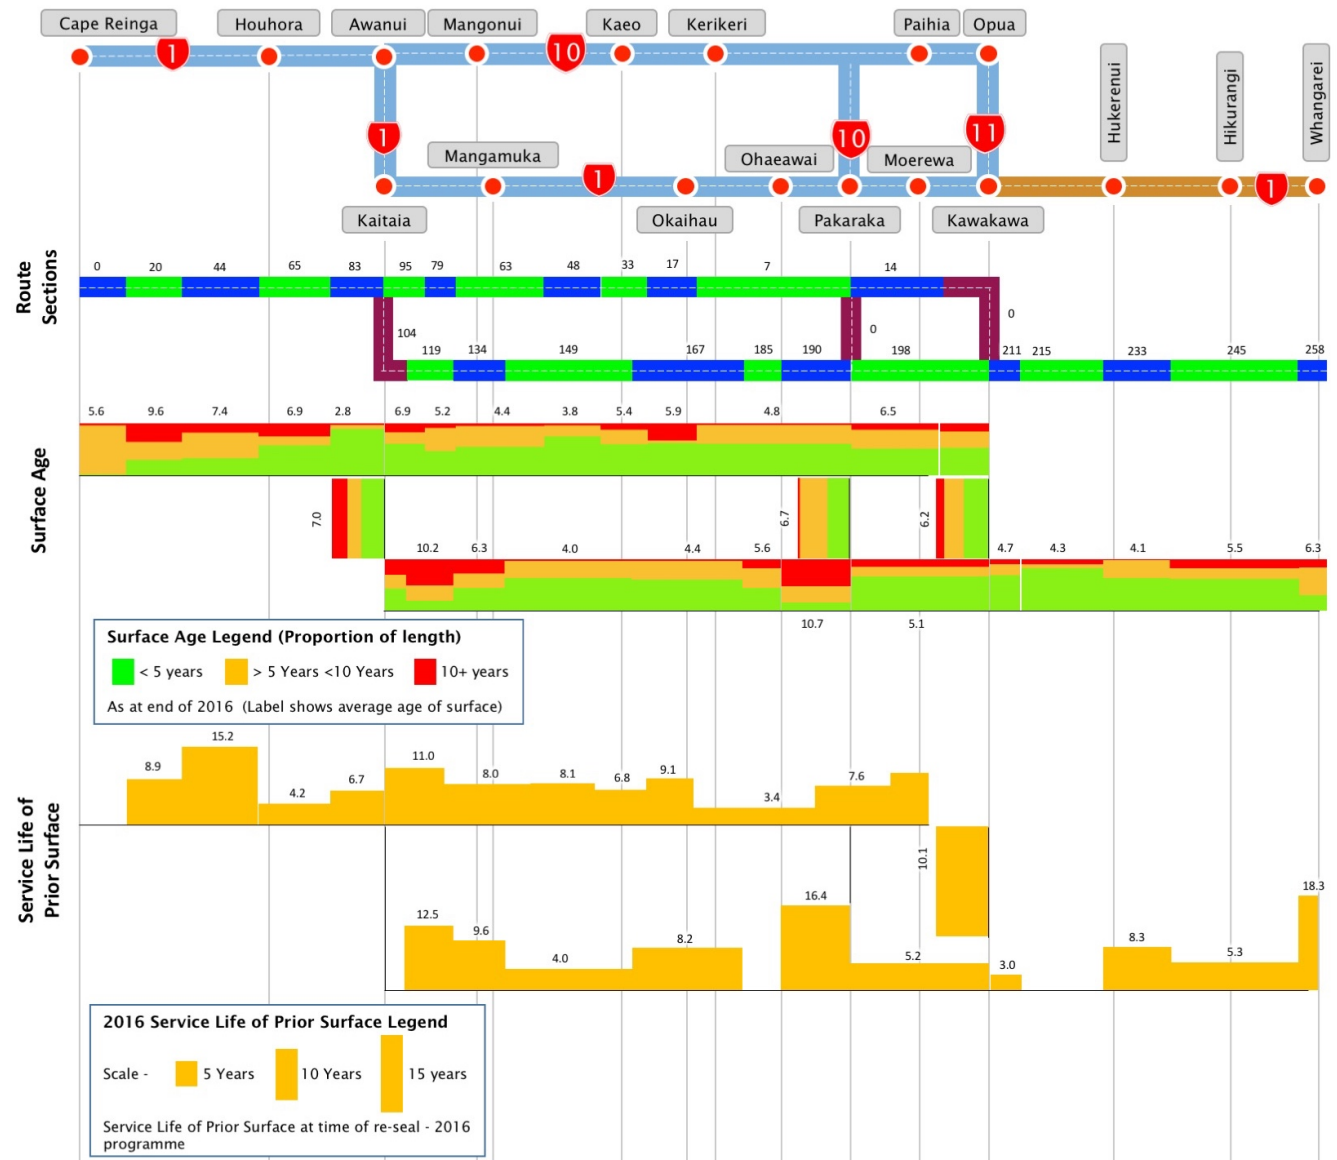 Cape Reinga Houhora Awanui Mangonui Kaeo Kerikeri Paihia Opua
1 10
Hukerenui Hikurangi Whangarei
1 10 11
Mangamuka Ohaeawai Moerewa
1 1
Kaitaia Okaihau Pakaraka Kawakawa
Route
Sections
0 20 44 65 83 95 79 63 48 33 17 7 14
104 0 0
119 134 149 167 185 190 198 211 215 233 245 258
Surface Age
5.6 9.6 7.4 6.9 2.8 6.9 5.2 4.4 3.8 5.4 5.9 4.8 6.5
7.0 6.7 6.2
10.2 6.3 4.0 4.4 5.6 4.7 4.3 4.1 5.5 6.3
10.7 5.1
Surface Age Legend (Proportion of length)
< 5 years > 5 Years <10 Years 10+ years
As at end of 2016 (Label shows average age of surface)
Service Life of
Prior Surface
8.9 15.2 4.2 6.7 11.0 8.0 8.1 6.8 9.1 3.4 7.6
10.1
12.5 9.6 4.0 8.2 16.4 5.2 3.0 8.3 5.3 18.3
2016 Service Life of Prior Surface Legend
Scale - 5 Years 10 Years 15 years
Service Life of Prior Surface at time of re-seal - 2016
programme